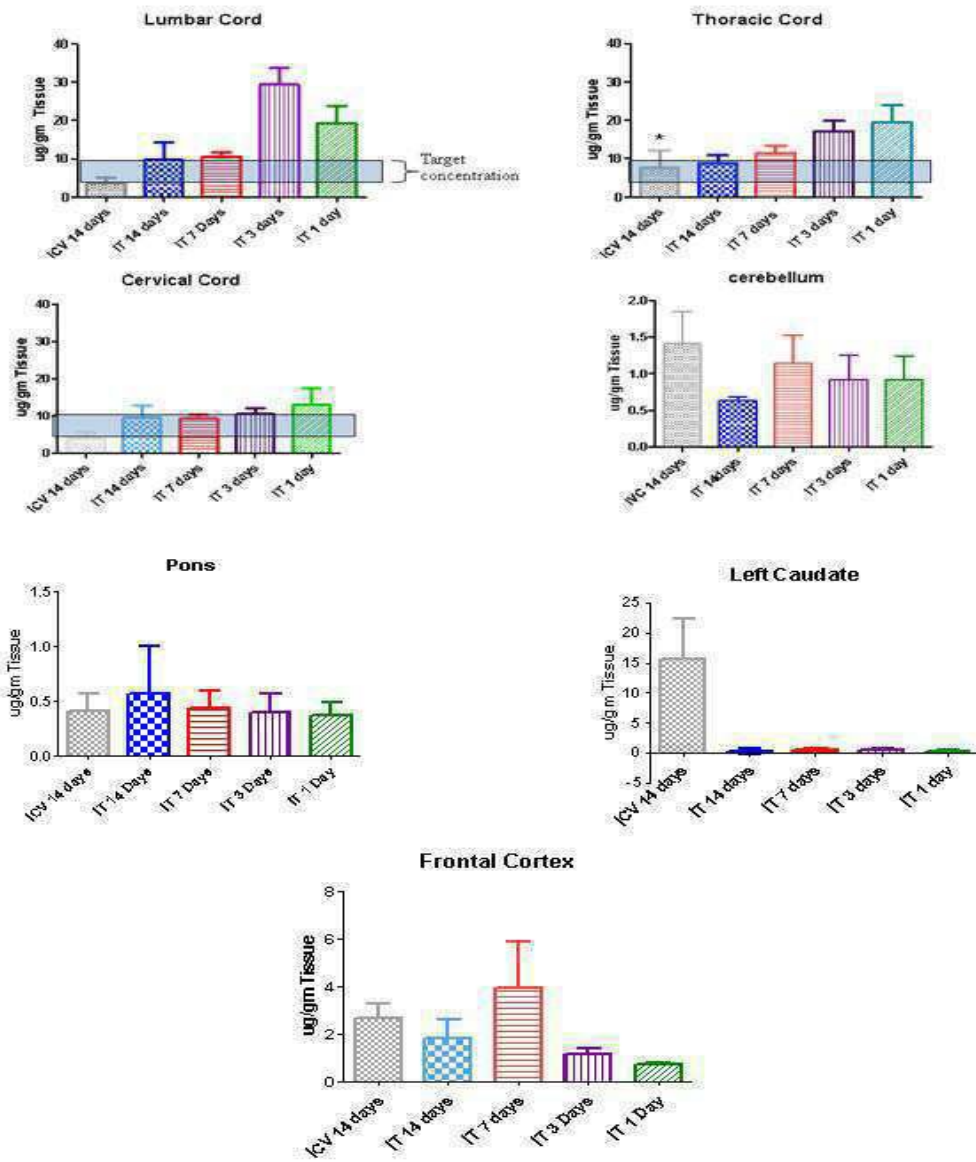 Lumbar Cord
ug/gm Tissue
40
30
20
10
0
Target
concentration
ICV 14 days
IT 14 days
IT 7 Days
IT 3 days
IT 1 day
Thoracic Cord
ug/gm Tissue
40
30
20
10
0
*
ICV 14 days
IT 14 days
IT 7 days
IT 3 days
IT 1 day
Cervical Cord
ug/gm Tissue
40
30
20
10
0
ICV 14 days
IT 14 days
IT 7 days
IT 3 days
IT 1 day
cerebellum
ug/gm Tissue
2.0
1.5
1.0
0.5
0.0
IVC 14 days
IT 14days
IT 7 days
IT 3 days
IT 1 day
Pons
ug/gm Tissue
1.5
1.0
0.5
0.0
ICV 14 days
IT 14 Days
IT 7 Days
IT 3 Days
IT 1 Day
Left Caudate
ug/gm Tissue
25
20
15
10
5
0
-5
ICV 14 days
IT 14 days
IT 7 days
IT 3 days
IT 1 day
Frontal Cortex
ug/gm Tissue
8
6
4
2
0
ICV 14 days
IT 14 days
IT 7 days
IT 3 Days
IT 1 Day